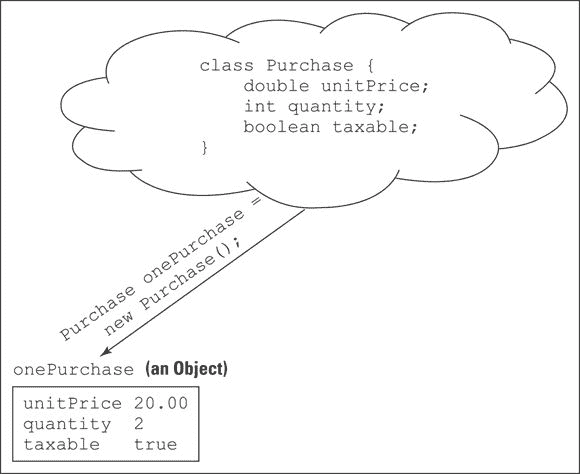 class Purchase {
double unitPrice;
int quantity;
boolean taxable;
}
Purchase onePurchase =
new Purchase();
onePurchase (an Object)
unitPrice 20.00
quantity 2
taxable true